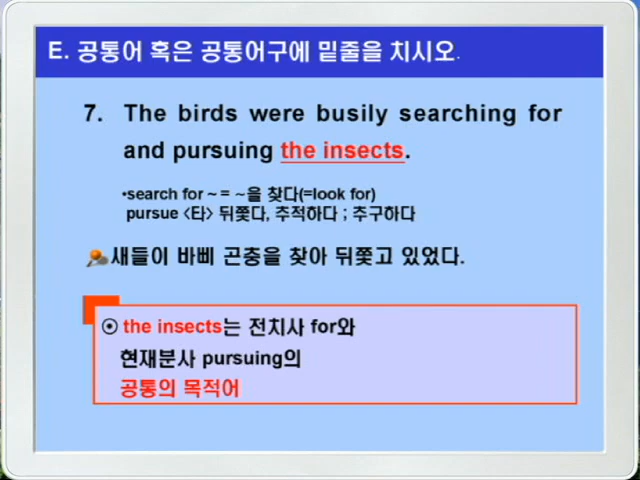 E. 공통어 혹은 공통어구에 밑줄을 치시오.
7. The birds were busily searching for
and pursuing the insects.
•search for ~ = ~을 찾다(=look for)
pursue <타> 뒤쫓다, 추적하다 ; 추구하다
새들이 바삐 곤충을 찾아 뒤쫓고 있었다.
⊙ the insects는 전치사 for와
현재분사 pursuing의
공통의 목적어